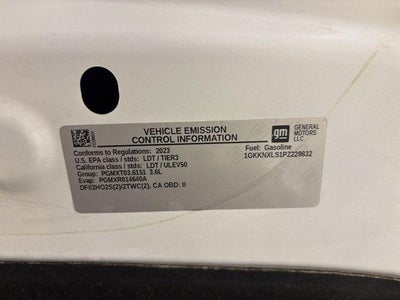 VEHICLE EMISSION
CONTROL INFORMATION
gm
GENERAL
MOTORS
LLC
Conforms to Regulations: 2023
Fuel: Gasoline
U.S. EPA class / stds: LDT / TIER3
1GKKNXLS1PZ229832
California class / stds: LDT / ULEV50
Group: PGMXT03.6151 3.6L
Evap: PGMXR014640A
DFI/2HO2S(2)/2TWC(2), CA OBD: II